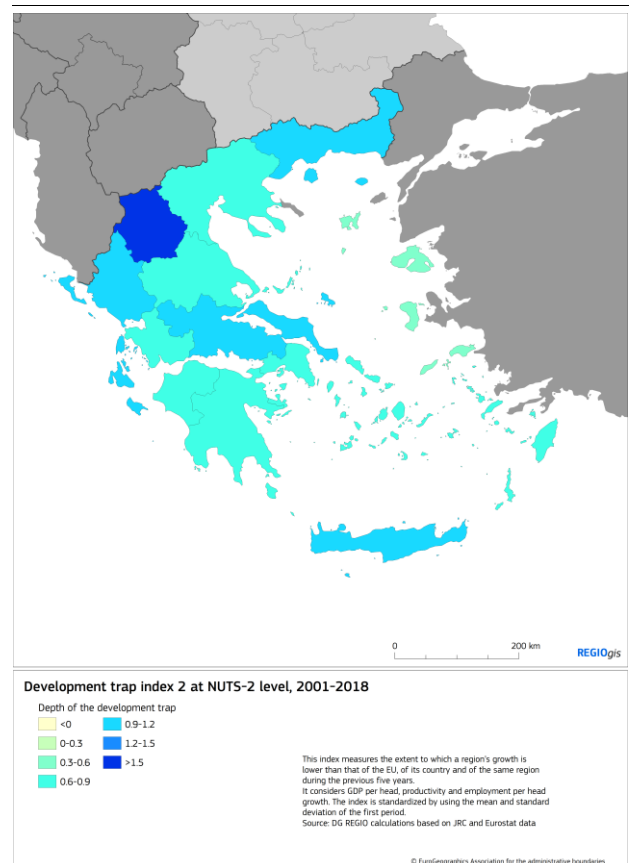 0 200 km
REGIOgis
Development trap index 2 at NUTS-2 level, 2001-2018
Depth of the development trap
<0 0.9-1.2
0-0.3 1.2-1.5
0.3-0.6 >1.5
0.6-0.9
This index measures the extent to which a region's growth is
lower than that of the EU, of its country and of the same region
during the previous five years.
It considers GDP per head, productivity and employment per head
growth. The index is standardized by using the mean and standard
deviation of the first period.
Source: DG REGIO calculations based on JRC and Eurostat data
© EuroGeographics Association for the administrative boundaries